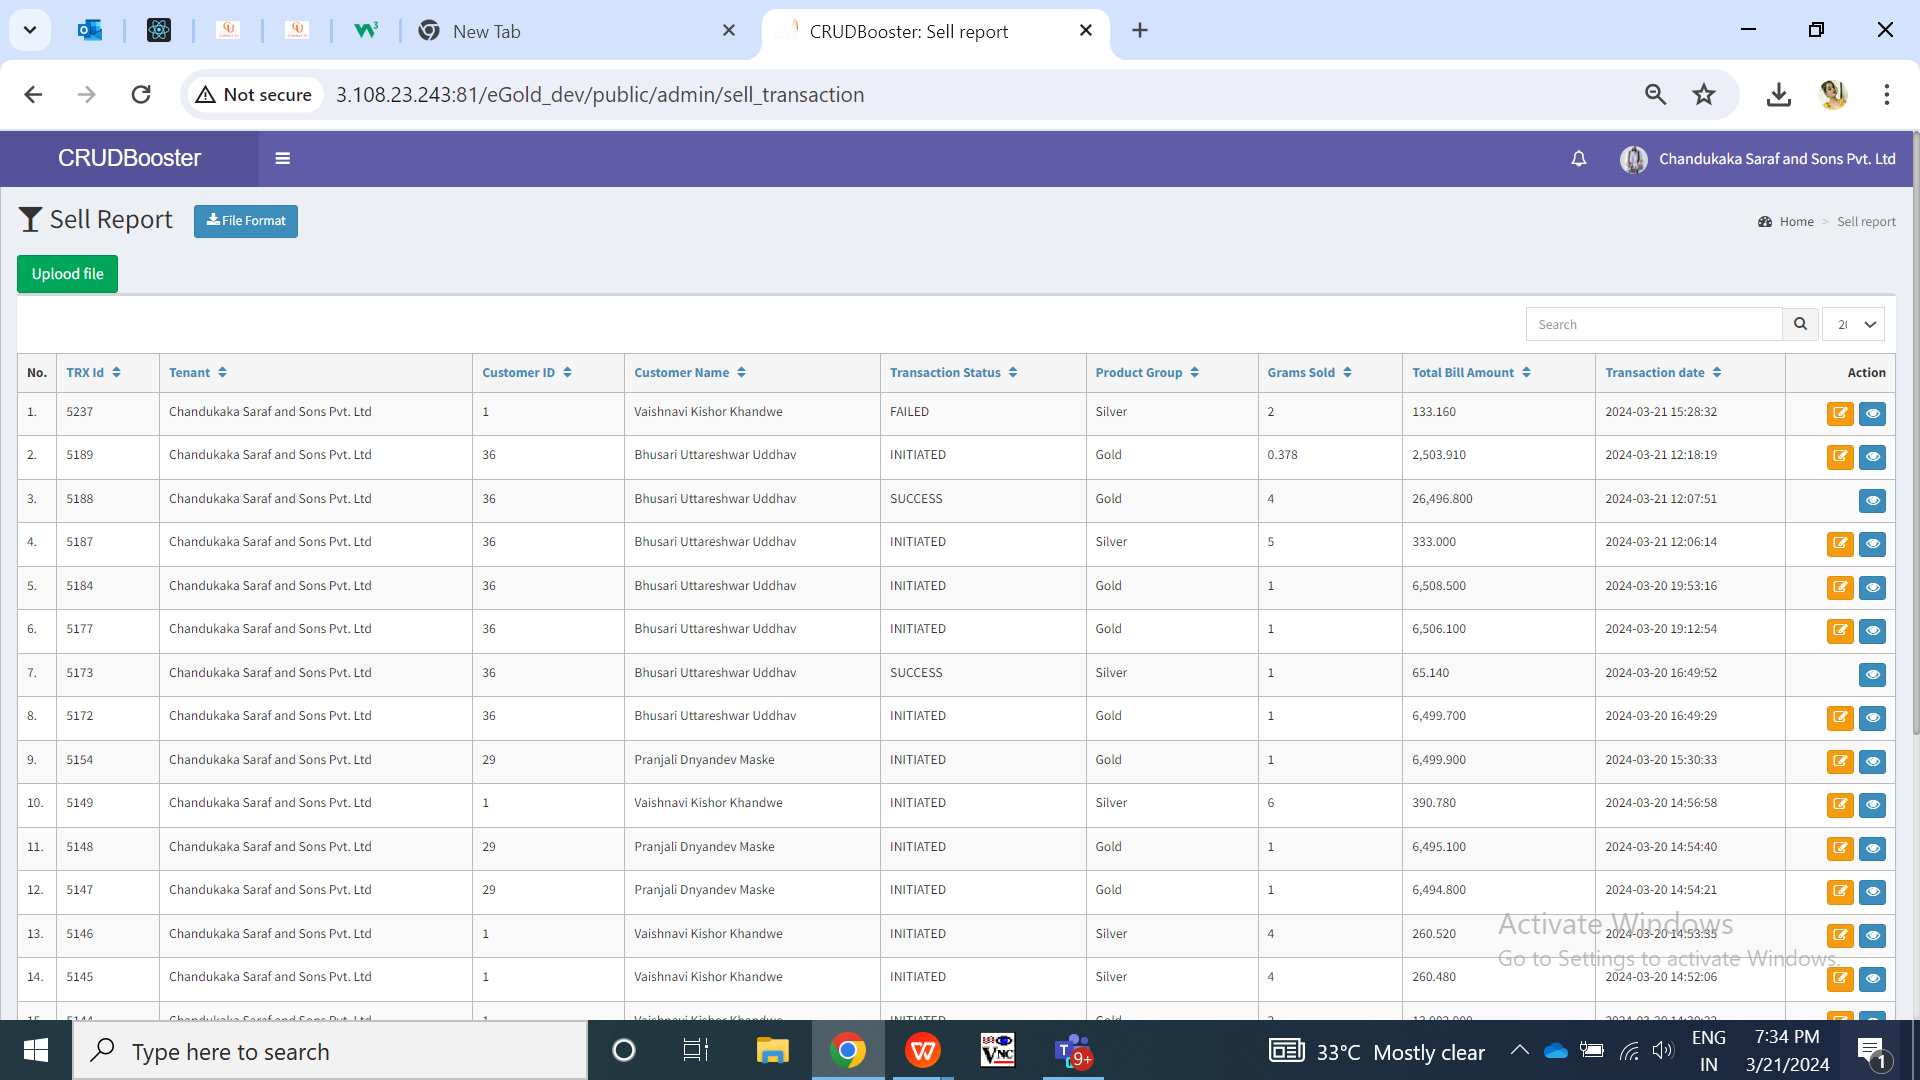 New Tab
CRUDBooster: Sell report
Not secure 3.108.23.243:81/eGold_dev/public/admin/sell_transaction
CRUDBooster
Chandukaka Saraf and Sons Pvt. Ltd
Sell Report
File Format
Home > Sell report
Uplood file
Search
No. TRX Id Tenant Customer ID Customer Name Transaction Status Product Group Grams Sold Total Bill Amount Transaction date Action
1. 5237 Chandukaka Saraf and Sons Pvt. Ltd 1 Vaishnavi Kishor Khandwe FAILED Silver 2 133.160 2024-03-21 15:28:32
2. 5189 Chandukaka Saraf and Sons Pvt. Ltd 36 Bhusari Uttareshwar Uddhav INITIATED Gold 0.378 2,503.910 2024-03-21 12:18:19
3. 5188 Chandukaka Saraf and Sons Pvt. Ltd 36 Bhusari Uttareshwar Uddhav SUCCESS Gold 4 26,496.800 2024-03-21 12:07:51
4. 5187 Chandukaka Saraf and Sons Pvt. Ltd 36 Bhusari Uttareshwar Uddhav INITIATED Silver 5 333.000 2024-03-21 12:06:14
5. 5184 Chandukaka Saraf and Sons Pvt. Ltd 36 Bhusari Uttareshwar Uddhav INITIATED Gold 1 6,508.500 2024-03-20 19:53:16
6. 5177 Chandukaka Saraf and Sons Pvt. Ltd 36 Bhusari Uttareshwar Uddhav INITIATED Gold 1 6,506.100 2024-03-20 19:12:54
7. 5173 Chandukaka Saraf and Sons Pvt. Ltd 36 Bhusari Uttareshwar Uddhav SUCCESS Silver 1 65.140 2024-03-20 16:49:52
8. 5172 Chandukaka Saraf and Sons Pvt. Ltd 36 Bhusari Uttareshwar Uddhav INITIATED Gold 1 6,499.700 2024-03-20 16:49:29
9. 5154 Chandukaka Saraf and Sons Pvt. Ltd 29 Pranjali Dnyandev Maske INITIATED Gold 1 6,499.900 2024-03-20 15:30:33
10. 5149 Chandukaka Saraf and Sons Pvt. Ltd 1 Vaishnavi Kishor Khandwe INITIATED Silver 6 390.780 2024-03-20 14:56:58
11. 5148 Chandukaka Saraf and Sons Pvt. Ltd 29 Pranjali Dnyandev Maske INITIATED Gold 1 6,495.100 2024-03-20 14:54:40
12. 5147 Chandukaka Saraf and Sons Pvt. Ltd 29 Pranjali Dnyandev Maske INITIATED Gold 1 6,494.800 2024-03-20 14:54:21
13. 5146 Chandukaka Saraf and Sons Pvt. Ltd 1 Vaishnavi Kishor Khandwe INITIATED Silver 4 260.520 2024-03-20 14:53:35
14. 5145 Chandukaka Saraf and Sons Pvt. Ltd 1 Vaishnavi Kishor Khandwe INITIATED Silver 4 260.480 2024-03-20 14:52:06
Activate Windows
Go to Settings to activate Windows.
Type here to search
9+
33°C Mostly clear
ENG
IN
7:34 PM
3/21/2024
1